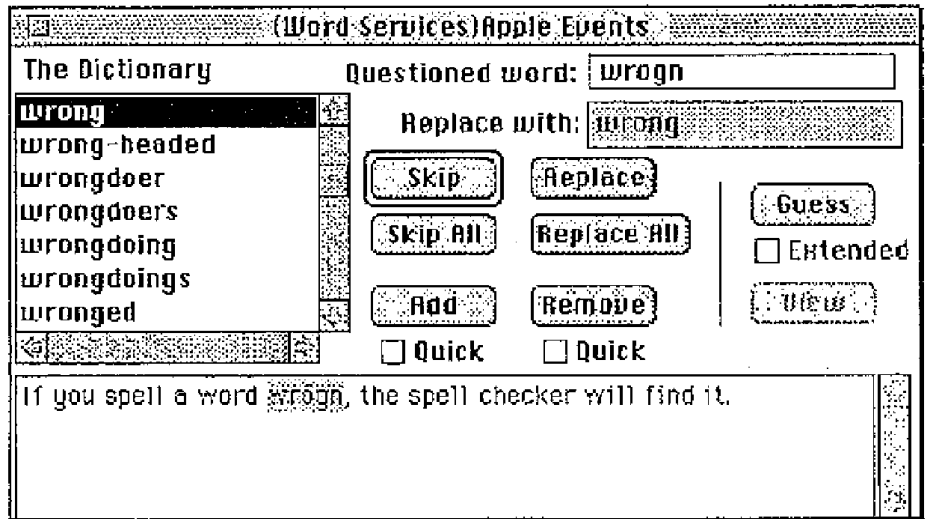 (Word Services)Apple Events
The Dictionary
Questioned word: wrogn
Replace with: wrong
wrong
wrong-headed
wrongdoer
wrongdoers
wrongdoing
wrongdoings
wronged
Skip Replace
Skip All Replace All
Guess
Extended
Add Remove
View
Quick Quick
If you spell a word wrogn, the spell checker will find it.